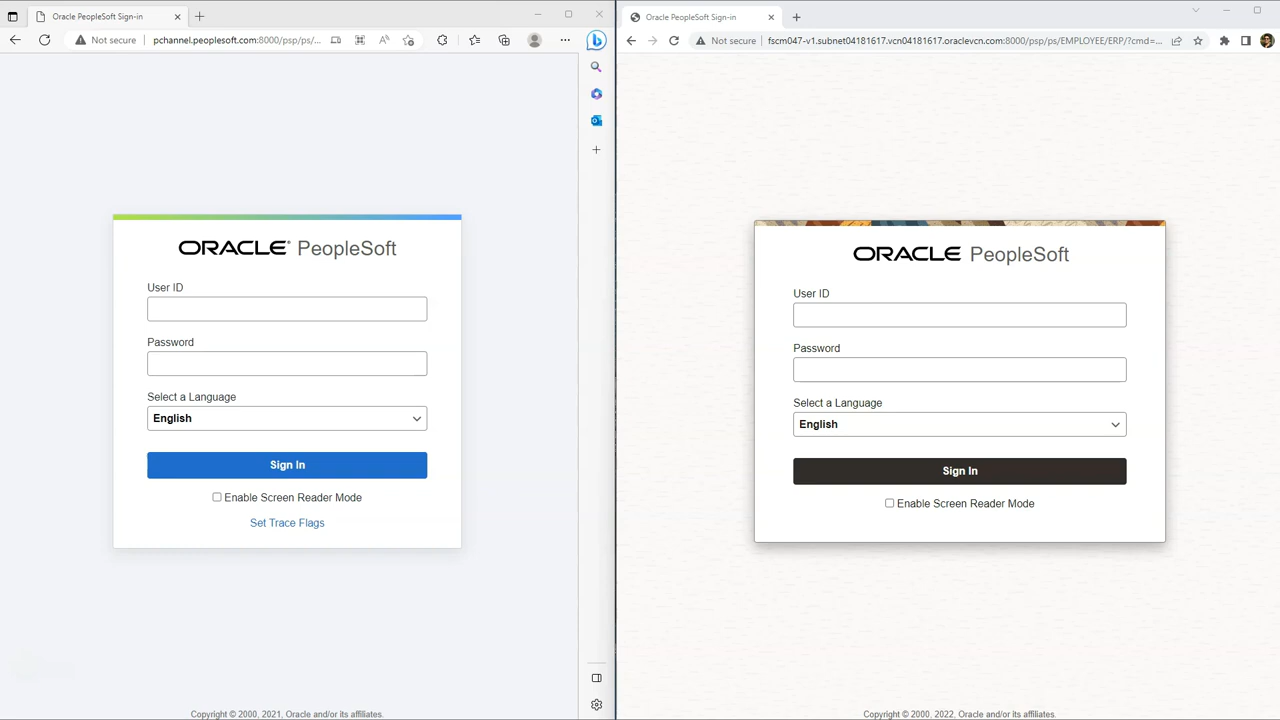 Oracle PeopleSoft Sign-in
Not secure
pchannel.peoplesoft.com:8000/psp/ps/...
ORACLE® PeopleSoft
User ID
Password
Select a Language
English
Sign In
Enable Screen Reader Mode
Set Trace Flags
Copyright © 2000, 2021, Oracle and/or its affiliates.
Oracle PeopleSoft Sign-in
Not secure
fscm047-v1.subnet04181617.vcn04181617.oraclevcn.com:8000/psp/ps/EMPLOYEE/ERP/?cmd=...
ORACLE PeopleSoft
User ID
Password
Select a Language
English
Sign In
Enable Screen Reader Mode
Copyright © 2000, 2022, Oracle and/or its affiliates.